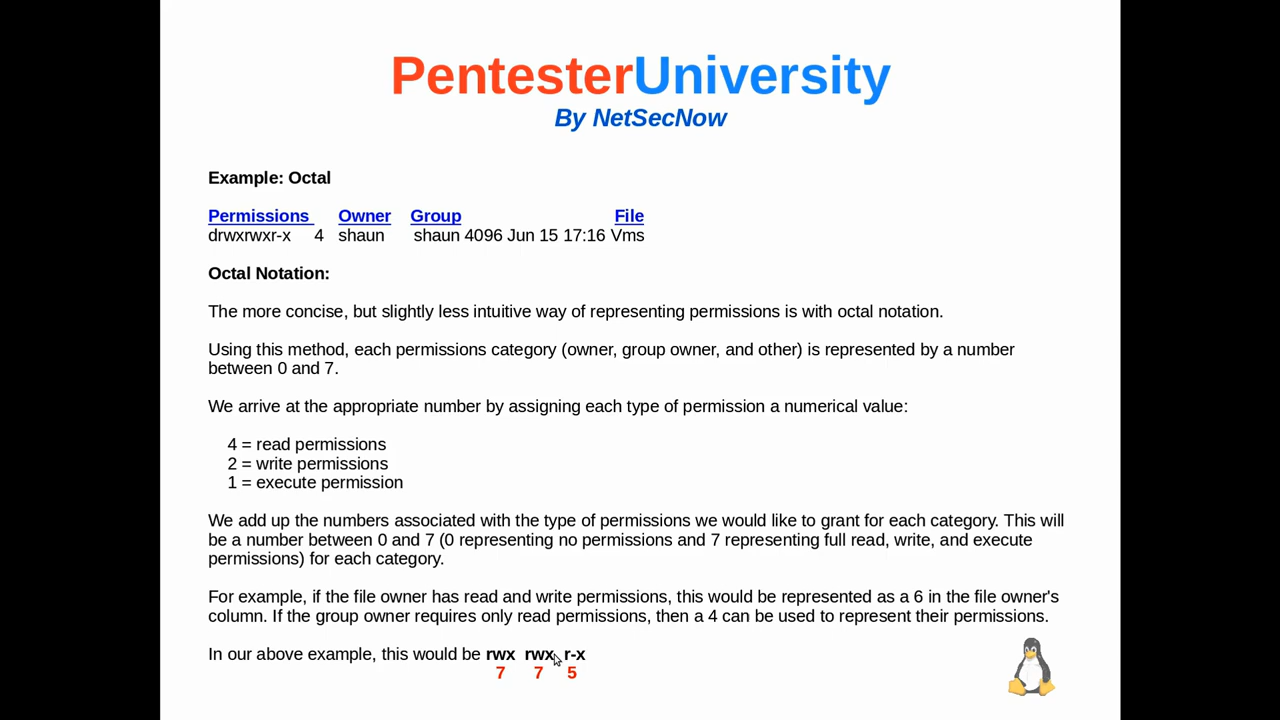 PentesterUniversity
By NetSecNow
Example: Octal
Permissions Owner Group File
drwxrwxr-x 4 shaun shaun 4096 Jun 15 17:16 Vms
Octal Notation:
The more concise, but slightly less intuitive way of representing permissions is with octal notation.
Using this method, each permissions category (owner, group owner, and other) is represented by a number
between 0 and 7.
We arrive at the appropriate number by assigning each type of permission a numerical value:
4 = read permissions
2 = write permissions
1 = execute permission
We add up the numbers associated with the type of permissions we would like to grant for each category. This will
be a number between 0 and 7 (0 representing no permissions and 7 representing full read, write, and execute
permissions) for each category.
For example, if the file owner has read and write permissions, this would be represented as a 6 in the file owner's
column. If the group owner requires only read permissions, then a 4 can be used to represent their permissions.
In our above example, this would be rwx rwx r-x
7 7 5